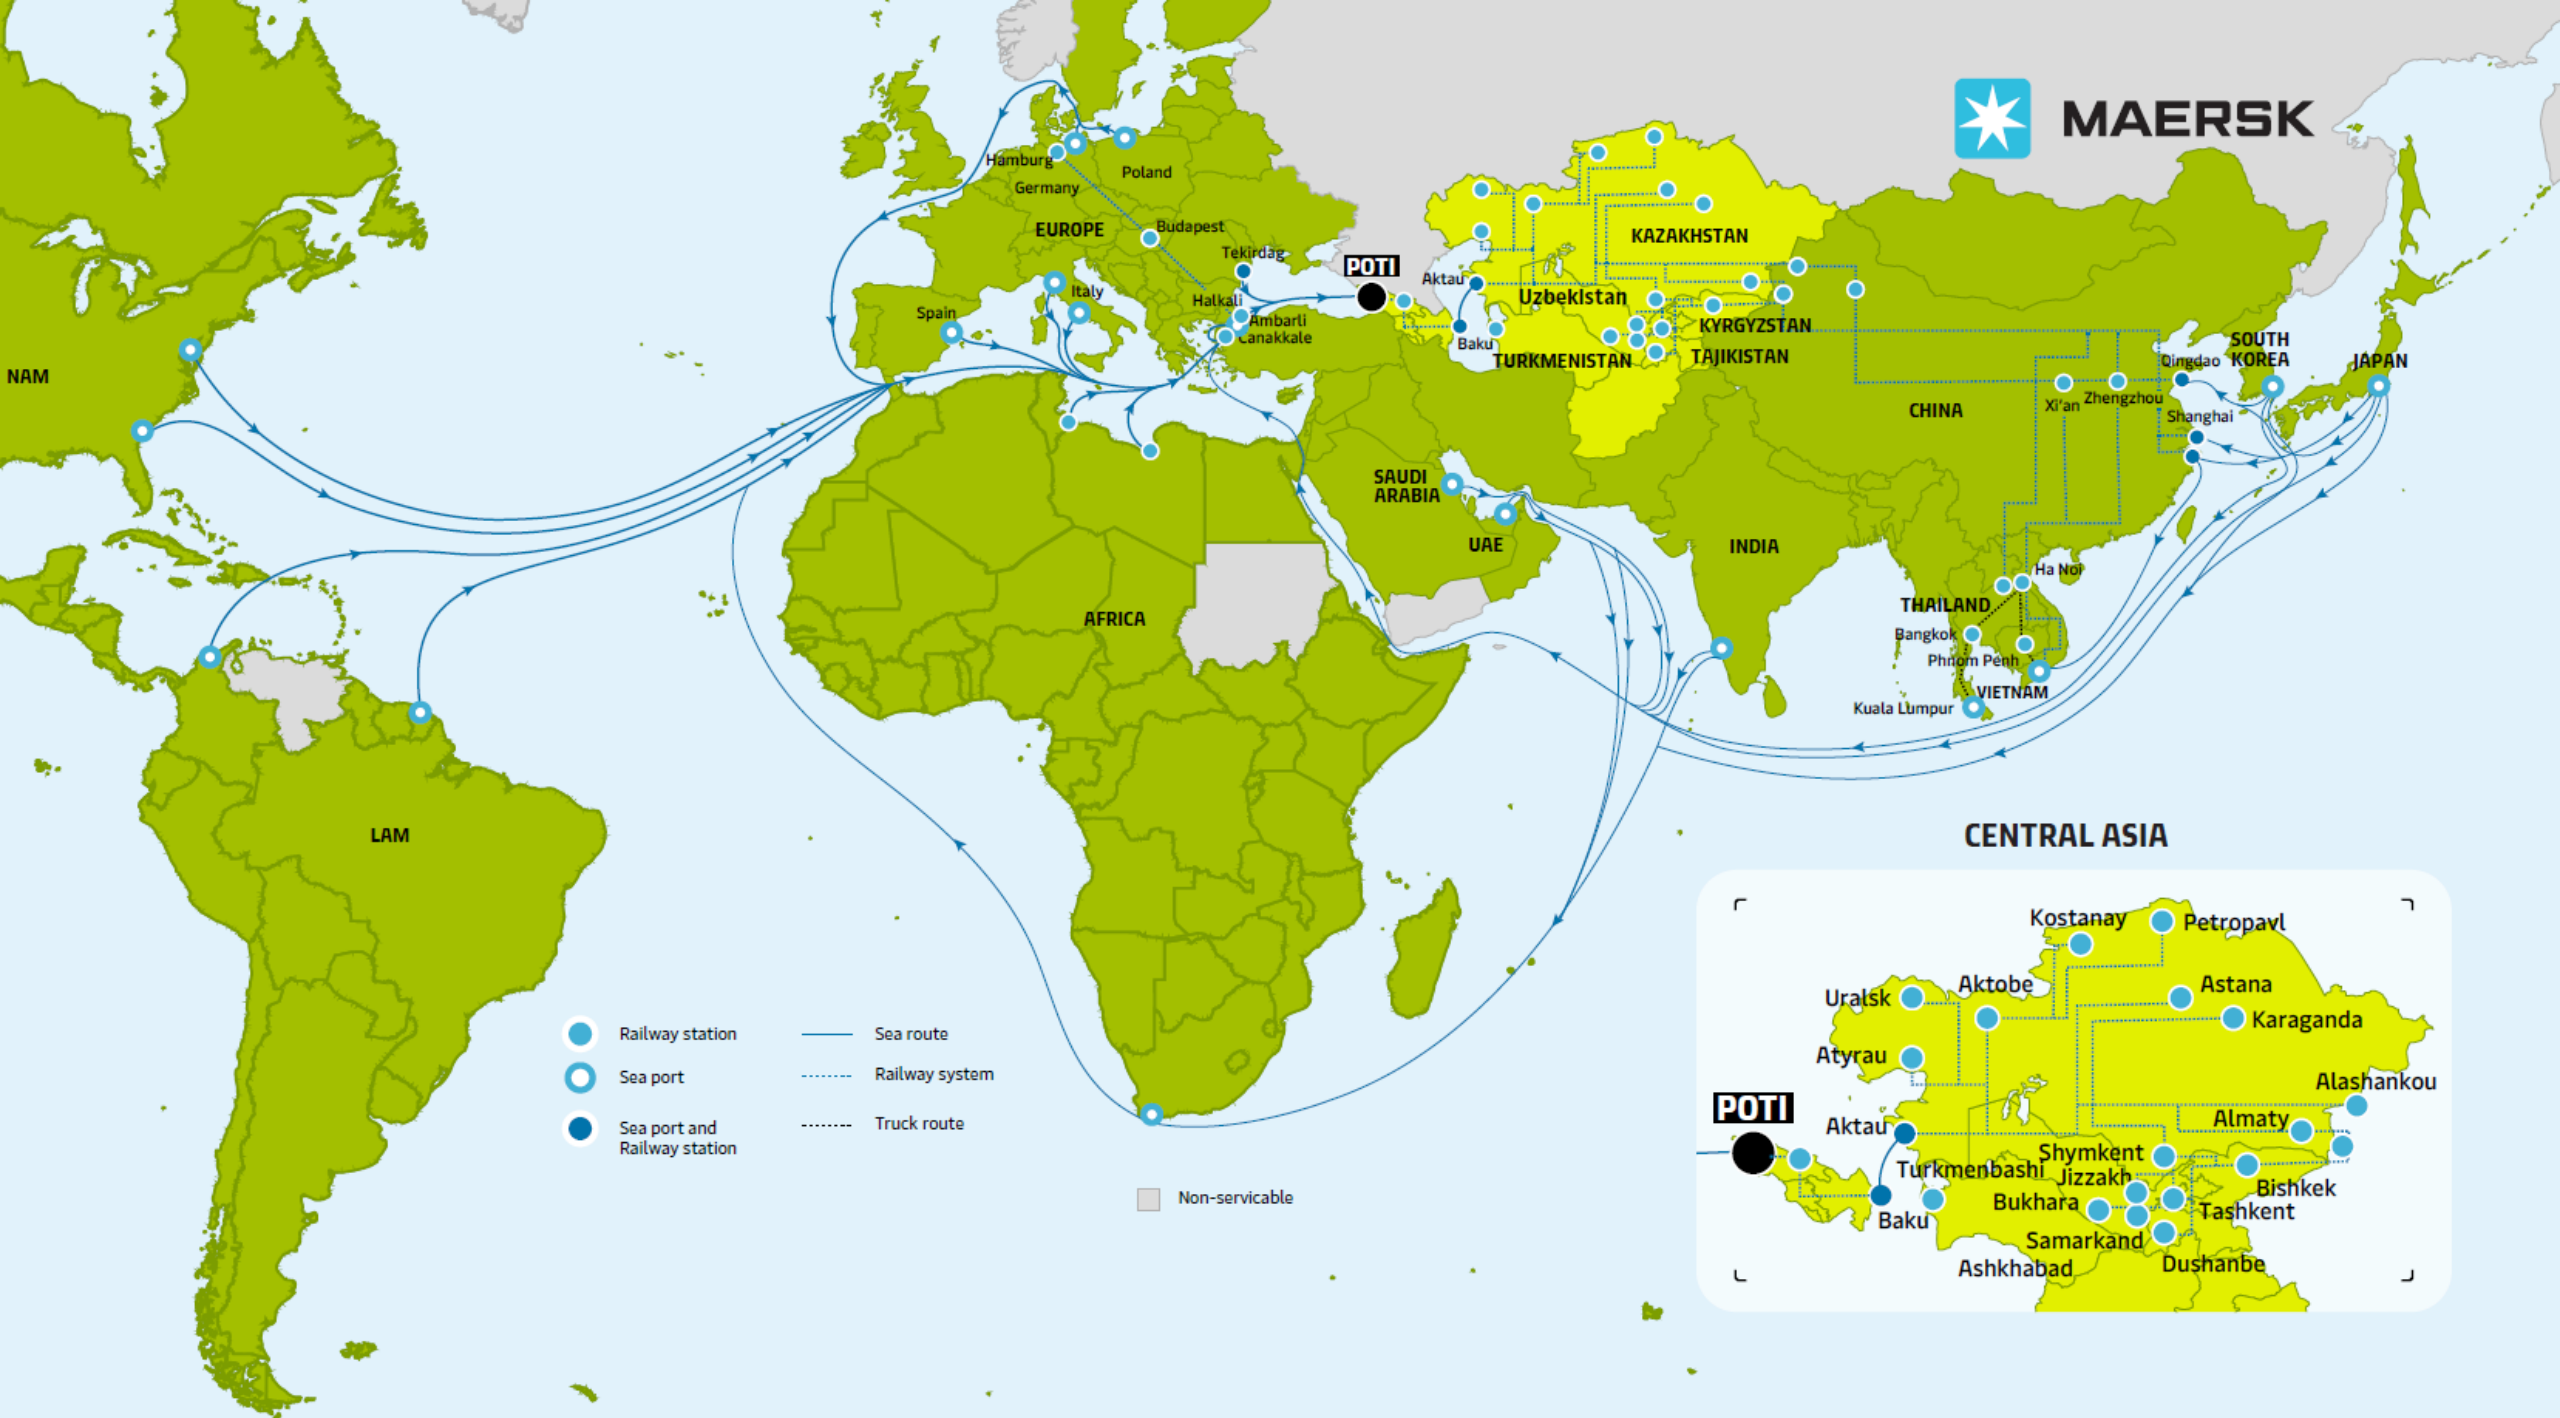 MAERSK
Hamburg
Germany
Poland
EUROPE
Budapest
Tekirdag
Italy
Halkali
Spain
Ambarli
Canakkale
POTI
Aktau
KAZAKHSTAN
Uzbekistan
Baku
KYRGYZSTAN
TURKMENISTAN
TAJIKISTAN
NAM
SOUTH
KOREA
JAPAN
Qingdao
Xi'an
Zhengzhou
CHINA
Shanghai
SAUDI
ARABIA
UAE
INDIA
Ha Noi
THAILAND
AFRICA
Bangkok
Phnom Penh
VIETNAM
Kuala Lumpur
LAM
CENTRAL ASIA
Kostanay
Petropavl
Uralsk
Aktobe
Astana
Karaganda
Atyrau
Alashankou
POTI
Aktau
Almaty
Shymkent
Turkmenbashi
Jizzakh
Bukhara
Bishkek
Baku
Tashkent
Samarkand
Ashkhabad
Dushanbe
Railway station
Sea route
Sea port
Railway system
Sea port and
Railway station
Truck route
Non-servicable